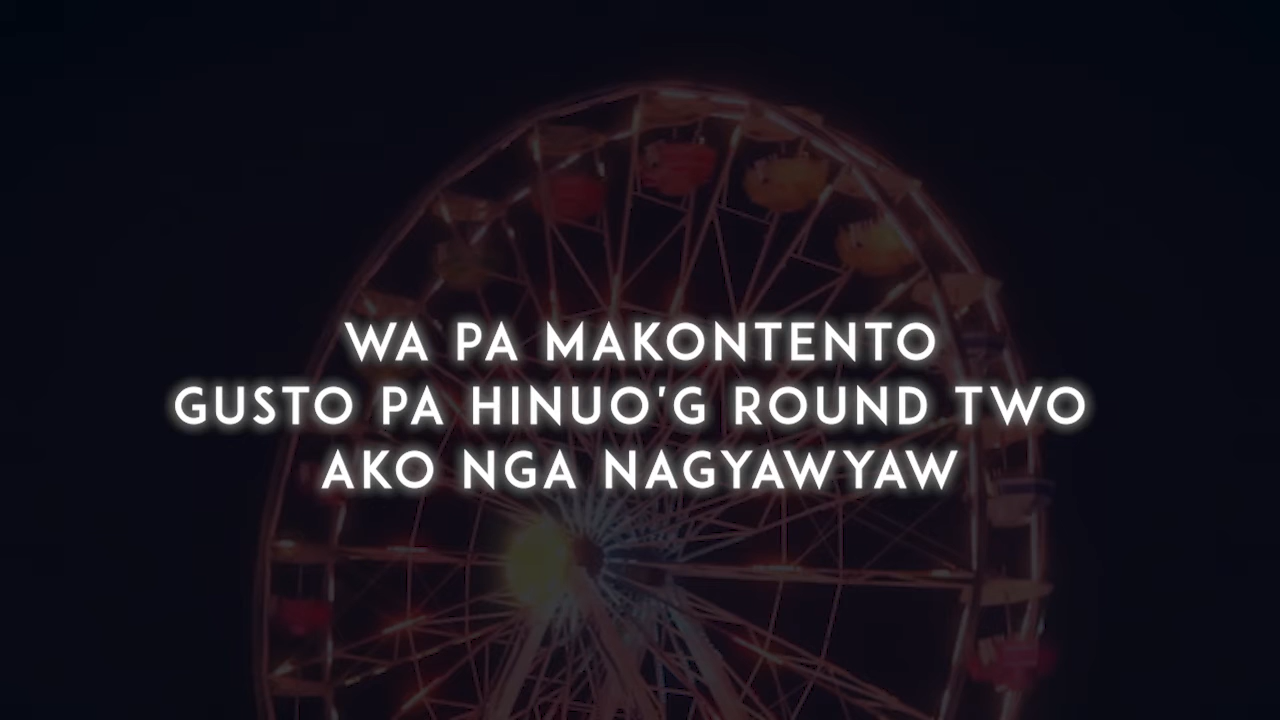 WA PA MAKONTENTO
GUSTO PA HINUO'G ROUND TWO
AKO NGA NAGYAWYAW